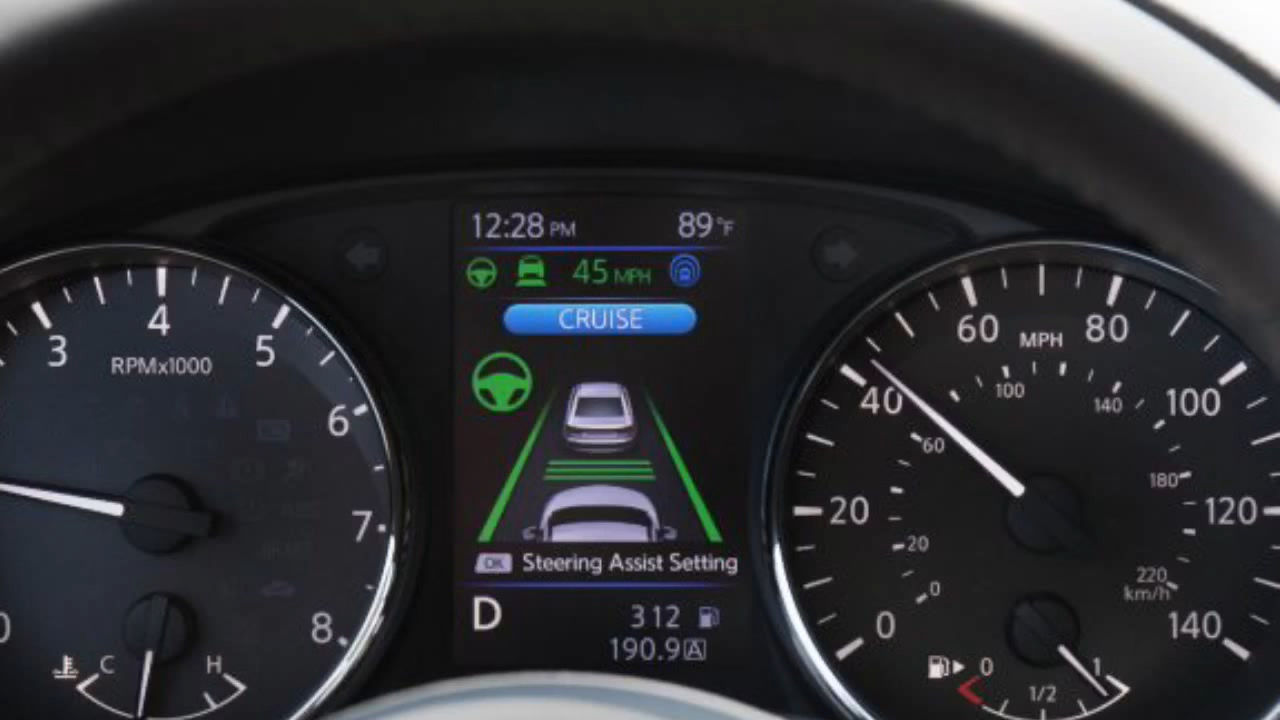 12:28 PM 89°F
45 MPH
CRUISE
OK Steering Assist Setting
D 312
190.9 A
3 4 5 6 7 8 0
RPMx1000
C H
0 20 40 60 80 100 120 140
MPH
0 20 60 100 140 180 220
km/h
0 1/2 1